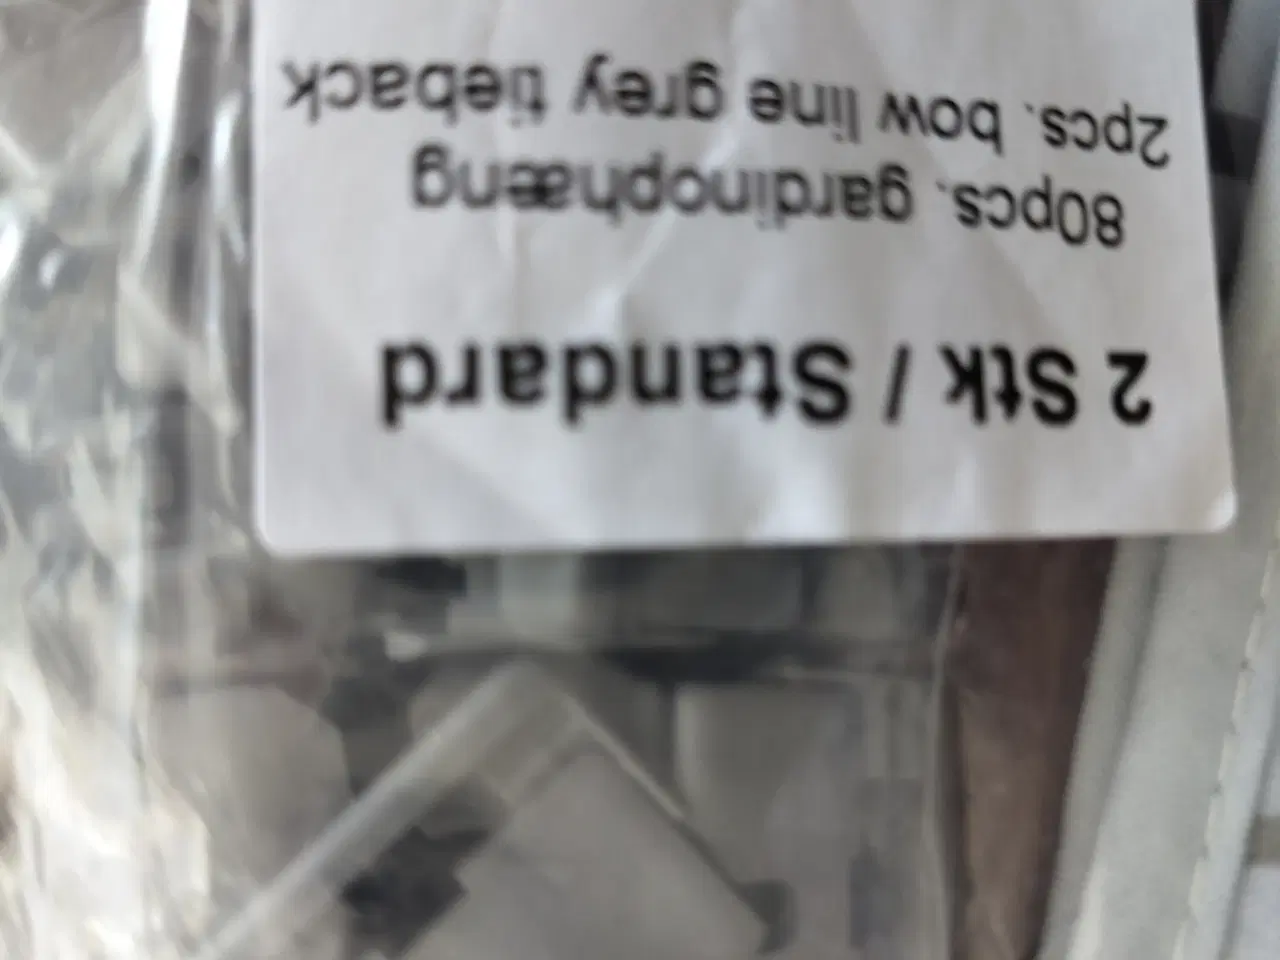 2 Stk / Standard
80pcs. gardinophæng
2pcs. bow line grey tieback